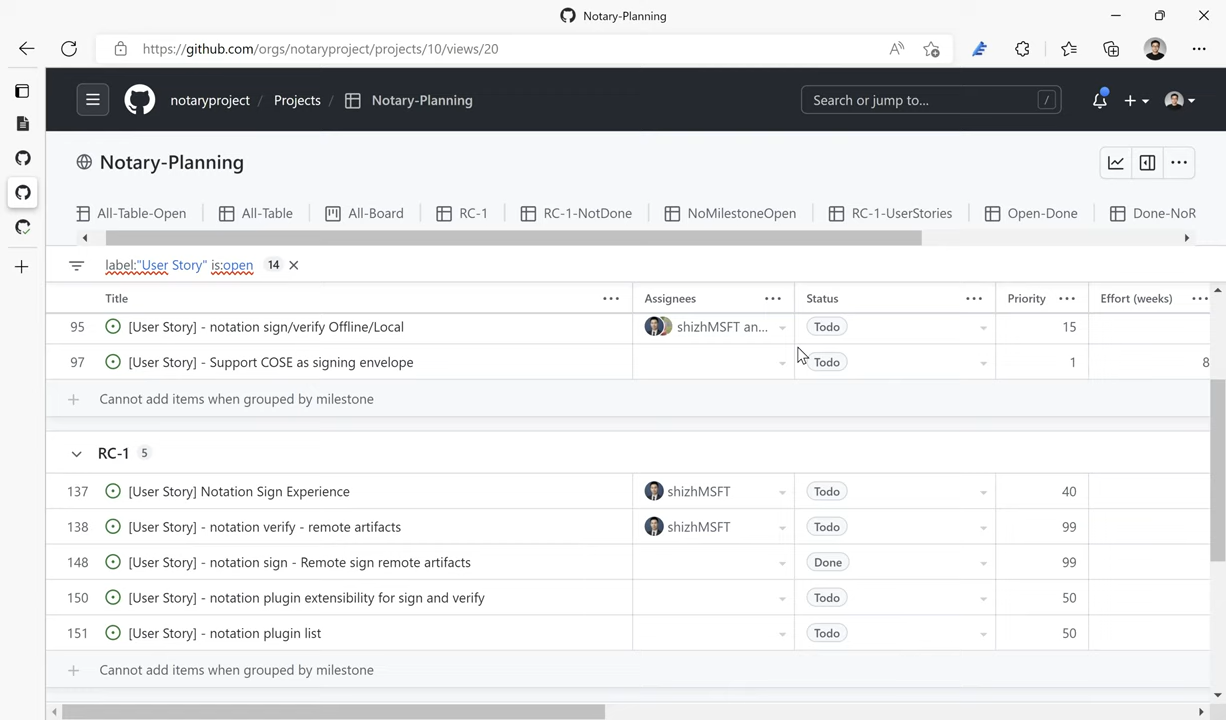 Notary-Planning
https://github.com/orgs/notaryproject/projects/10/views/20
notaryproject / Projects / Notary-Planning
Search or jump to... /
Notary-Planning
All-Table-Open All-Table All-Board RC-1 RC-1-NotDone NoMilestoneOpen RC-1-UserStories Open-Done Done-NoR
label:"User Story" is:open 14
Title Assignees Status Priority Effort (weeks)
95 [User Story] - notation sign/verify Offline/Local shizhMSFT an... Todo 15
97 [User Story] - Support COSE as signing envelope Todo 1 8
Cannot add items when grouped by milestone
RC-1 5
137 [User Story] Notation Sign Experience shizhMSFT Todo 40
138 [User Story] - notation verify - remote artifacts shizhMSFT Todo 99
148 [User Story] - notation sign - Remote sign remote artifacts Done 99
150 [User Story] - notation plugin extensibility for sign and verify Todo 50
151 [User Story] - notation plugin list Todo 50
Cannot add items when grouped by milestone